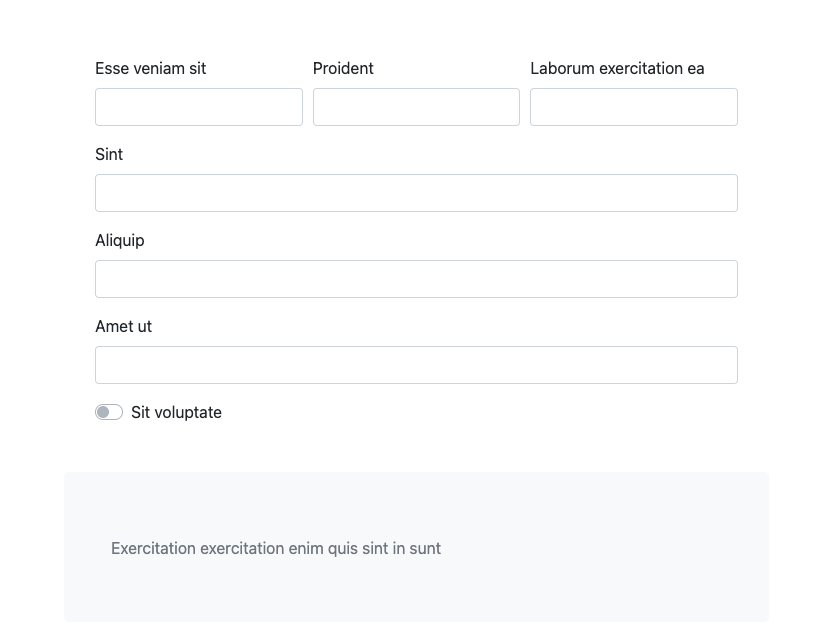 Esse veniam sit
Proident
Laborum exercitation ea
Sint
Aliquip
Amet ut
Sit voluptate
Exercitation exercitation enim quis sint in sunt